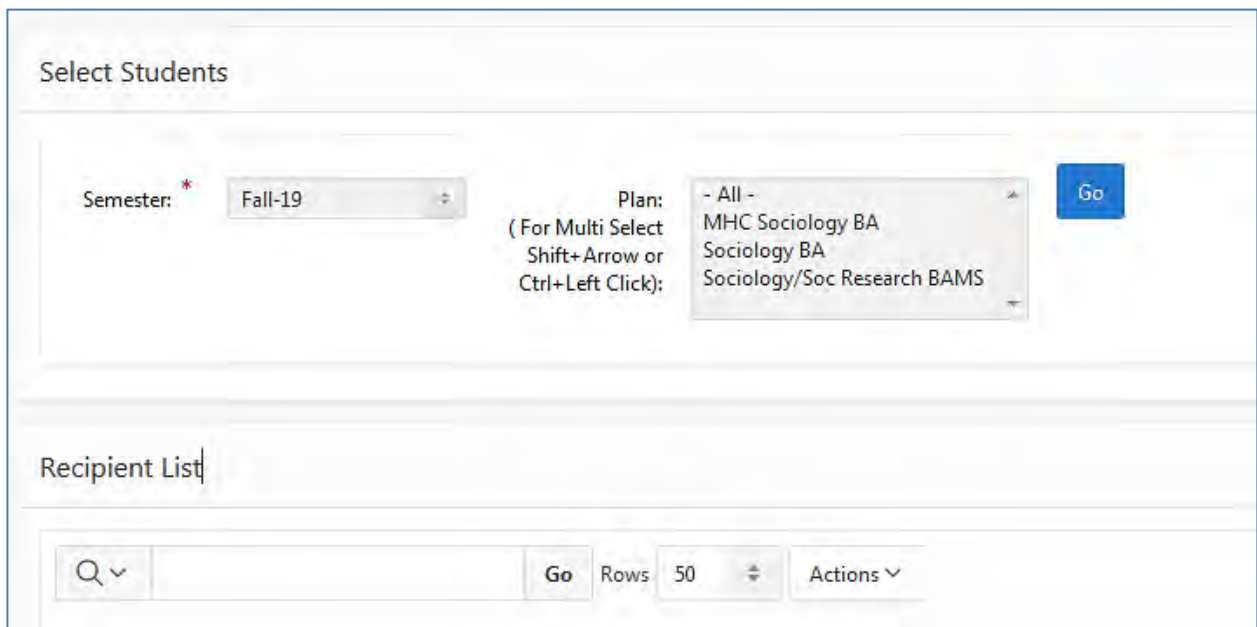 Select Students
Semester: *
Fall-19
Plan:
( For Multi Select
Shift+Arrow or
Ctrl+Left Click):
- All -
MHC Sociology BA
Sociology BA
Sociology/Soc Research BAMS
Go
Recipient List
Go Rows 50 Actions